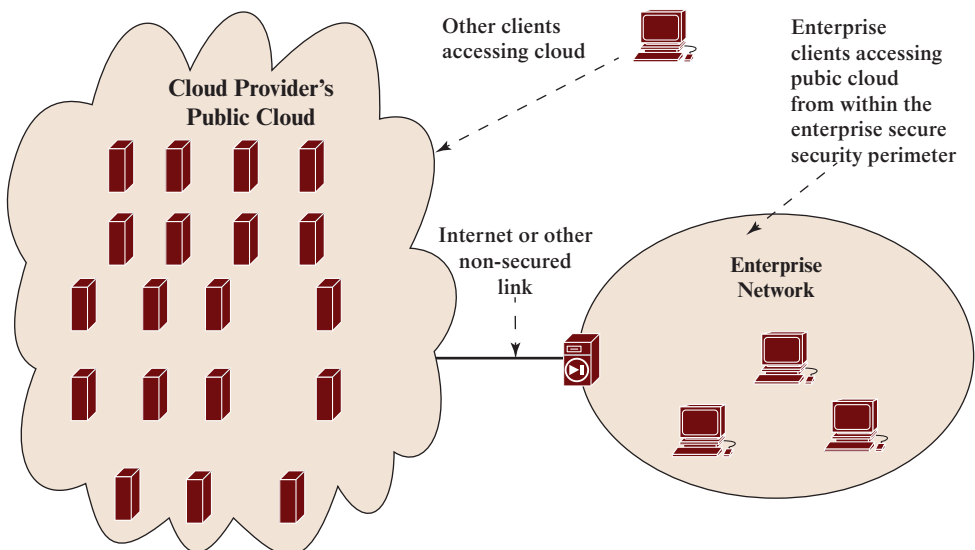 Other clients
accessing cloud
Enterprise
clients accessing
pubic cloud
from within the
enterprise secure
security perimeter
Cloud Provider’s
Public Cloud
Internet or other
non-secured
link
Enterprise
Network